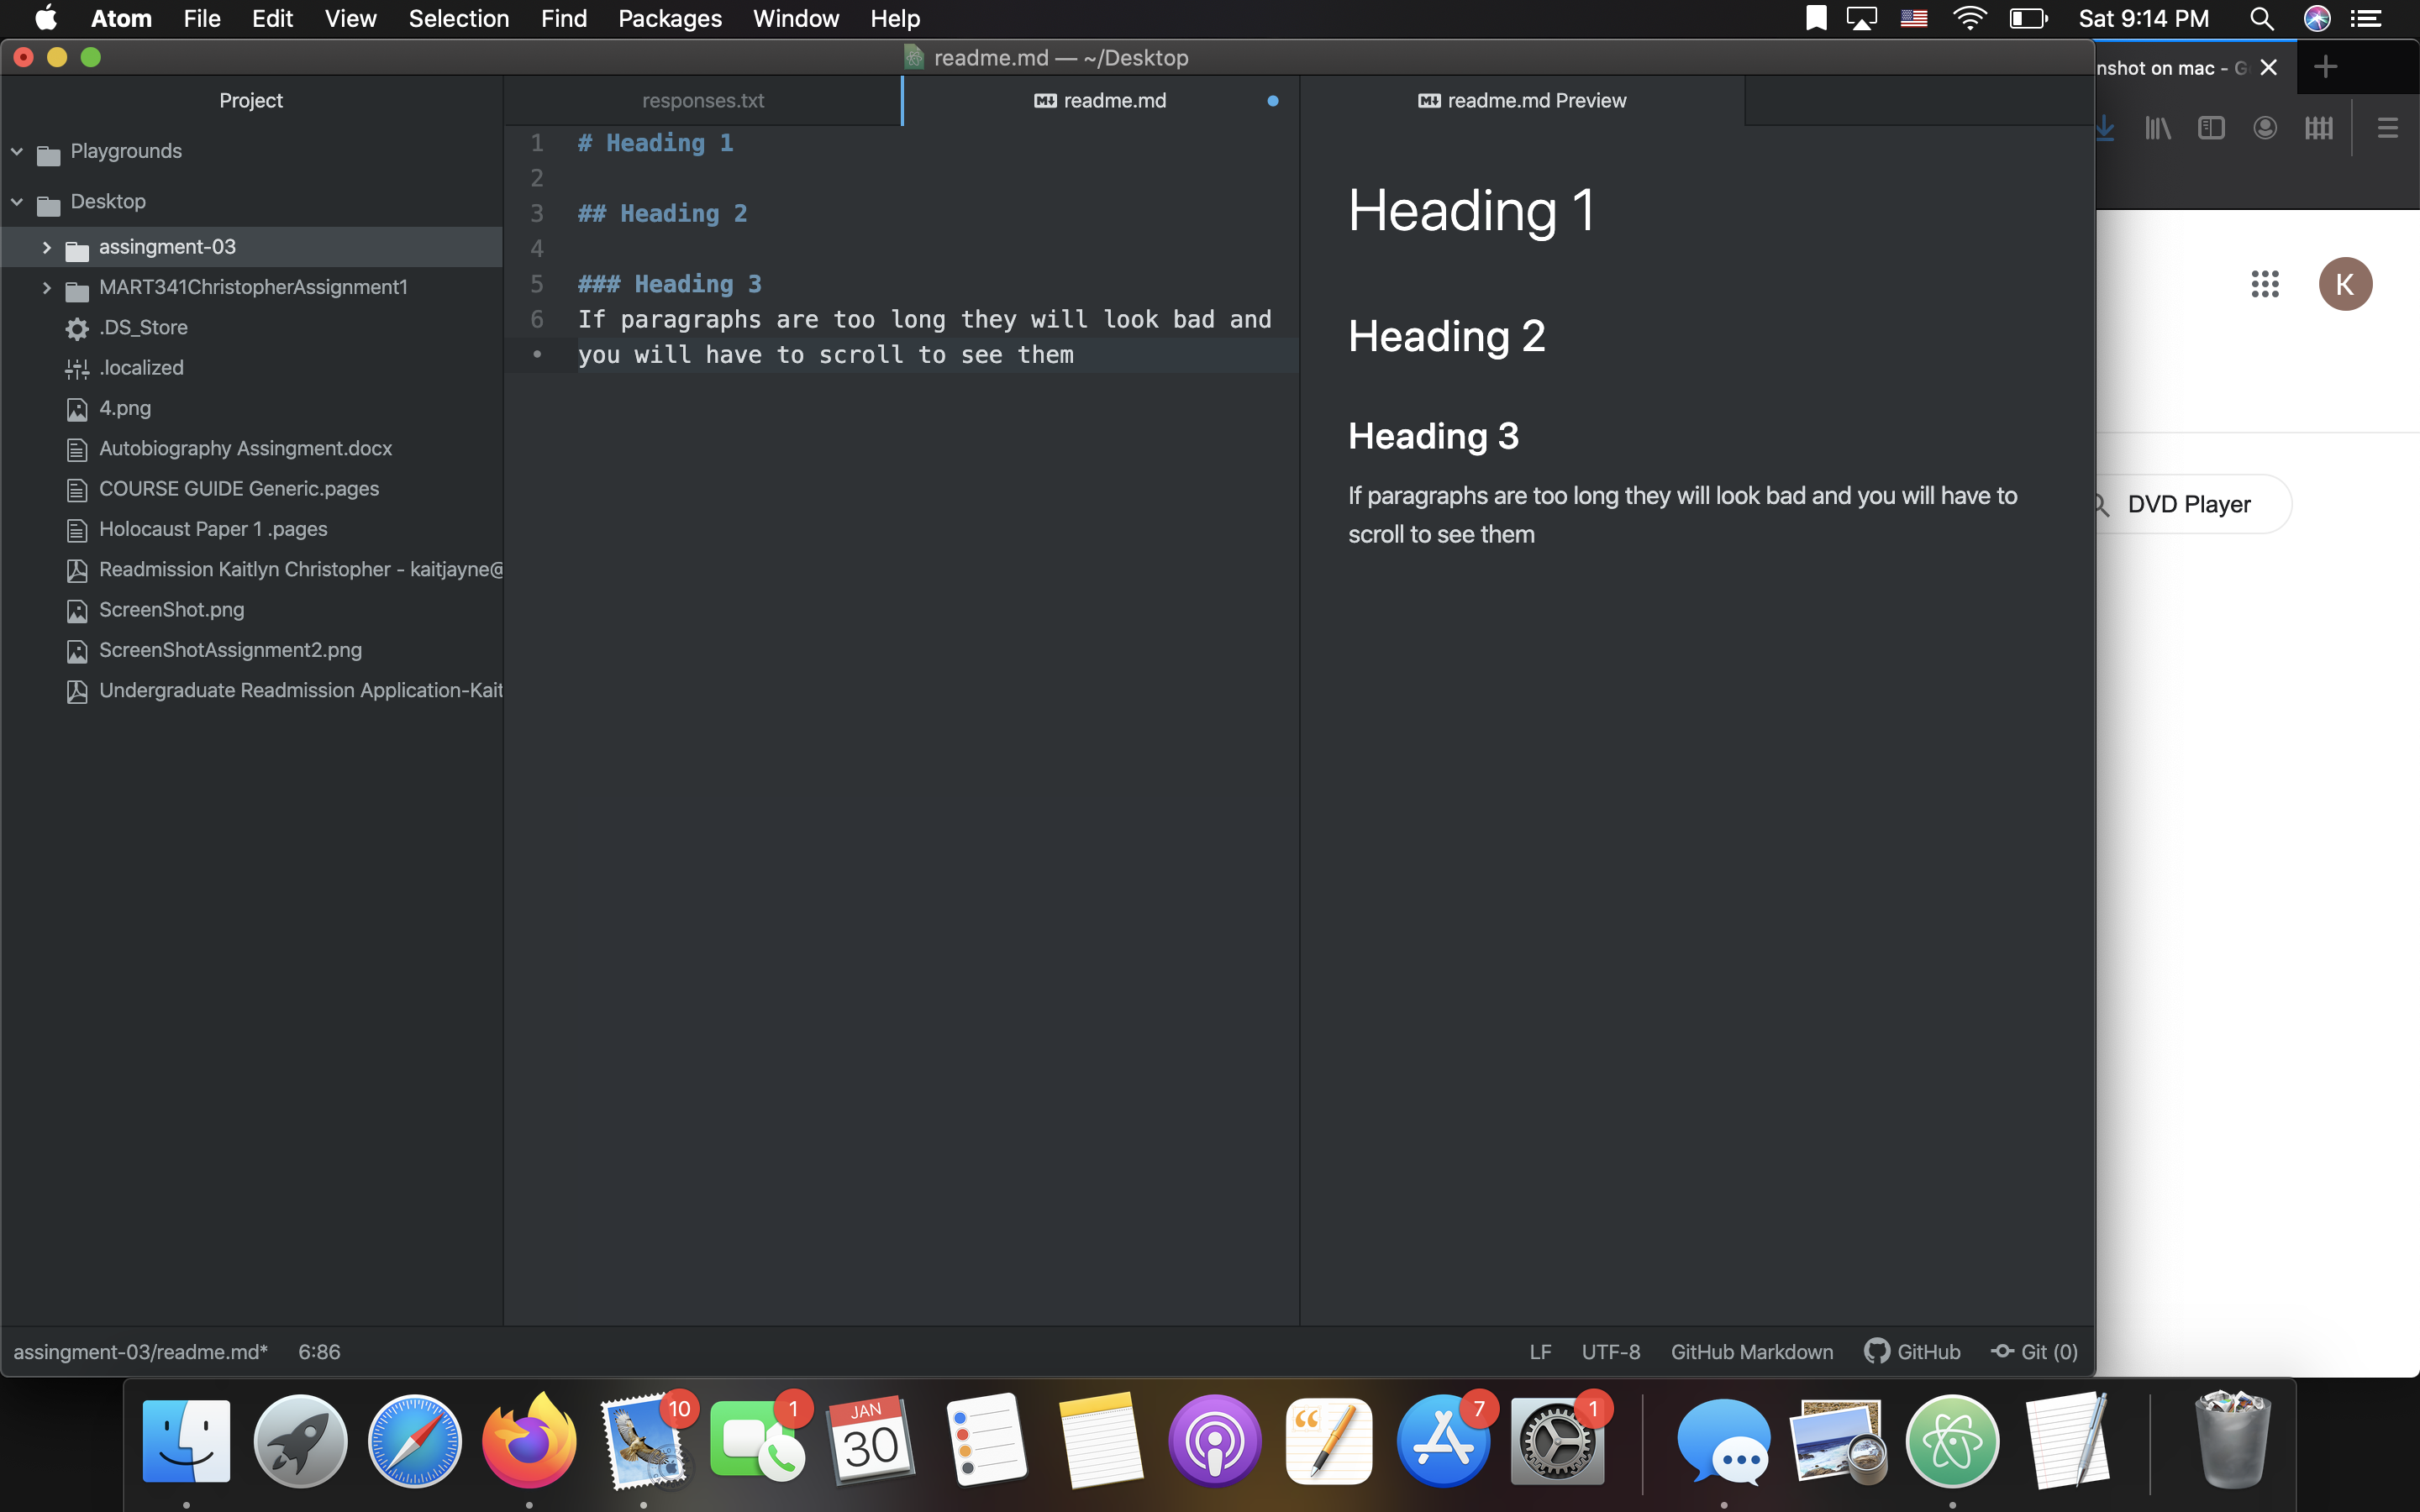 Atom File Edit View Selection Find Packages Window Help Sat 9:14 PM
readme.md — ~/Desktop
nshot on mac - G
Project
responses.txt
readme.md
readme.md Preview
Playgrounds
Desktop
assingment-03
MART341ChristopherAssignment1
.DS_Store
.localized
4.png
Autobiography Assingment.docx
COURSE GUIDE Generic.pages
Holocaust Paper 1 .pages
Readmission Kaitlyn Christopher - kaitjayne@
ScreenShot.png
ScreenShotAssignment2.png
Undergraduate Readmission Application-Kait
1 # Heading 1
2
3 ## Heading 2
4
5 ### Heading 3
6 If paragraphs are too long they will look bad and
• you will have to scroll to see them
Heading 1
Heading 2
Heading 3
If paragraphs are too long they will look bad and you will have to
scroll to see them
K
DVD Player
assingment-03/readme.md* 6:86
LF UTF-8 GitHub Markdown GitHub Git (0)
10
1
JAN
30
7
1